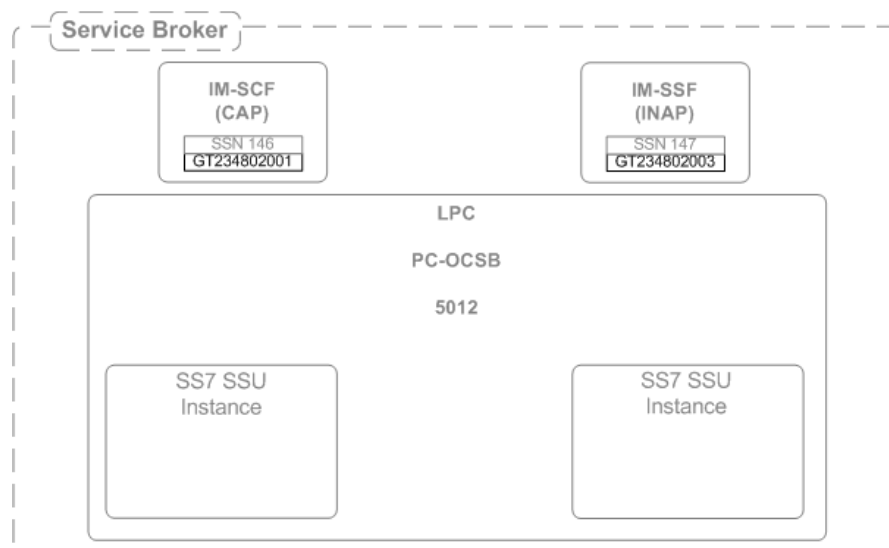 Service Broker
IM-SCF
(CAP)
SSN 146
GT234802001
IM-SSF
(INAP)
SSN 147
GT234802003
LPC
PC-OCSB
5012
SS7 SSU
Instance
SS7 SSU
Instance